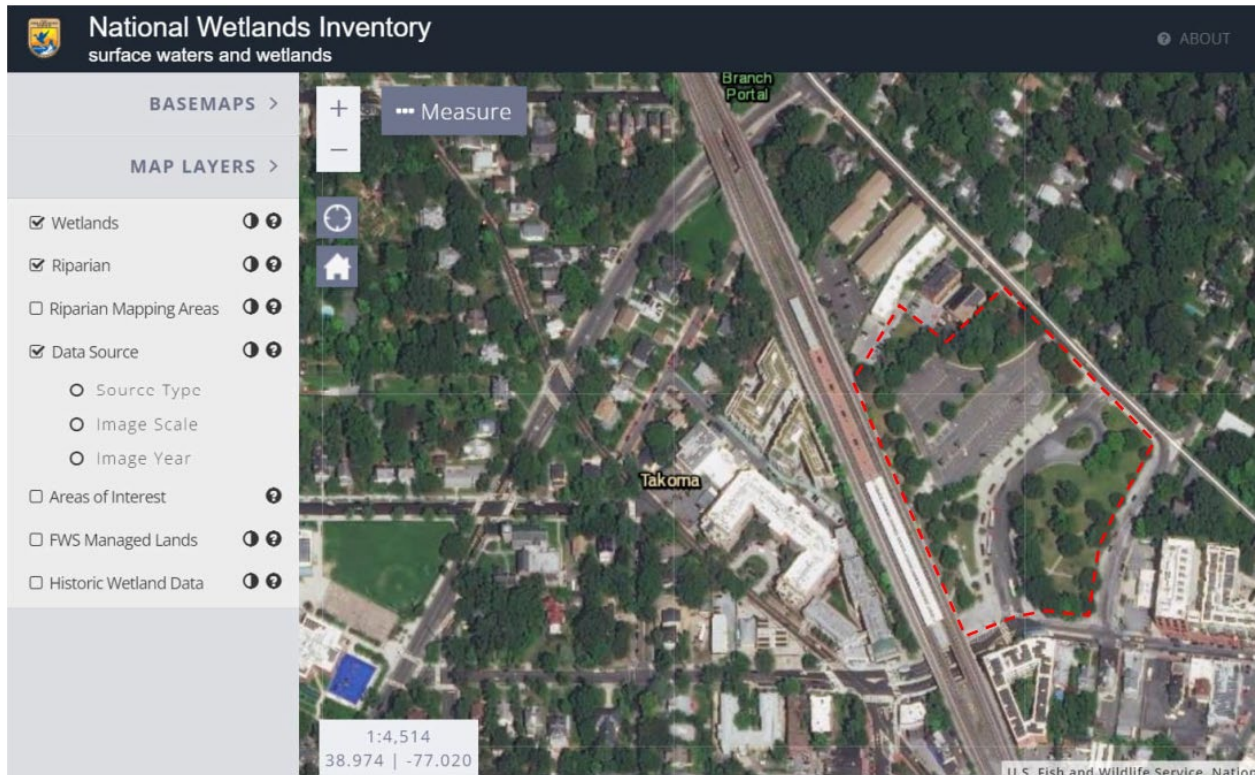 National Wetlands Inventory
surface waters and wetlands
ABOUT
BASEMAPS >
MAP LAYERS >
Wetlands
Riparian
Riparian Mapping Areas
Data Source
Source Type
Image Scale
Image Year
Areas of Interest
FWS Managed Lands
Historic Wetland Data
+
Measure
−
Branch
Portal
Takoma
1:4,514
38.974 | -77.020
U.S. Fish and Wildlife Service, Nation